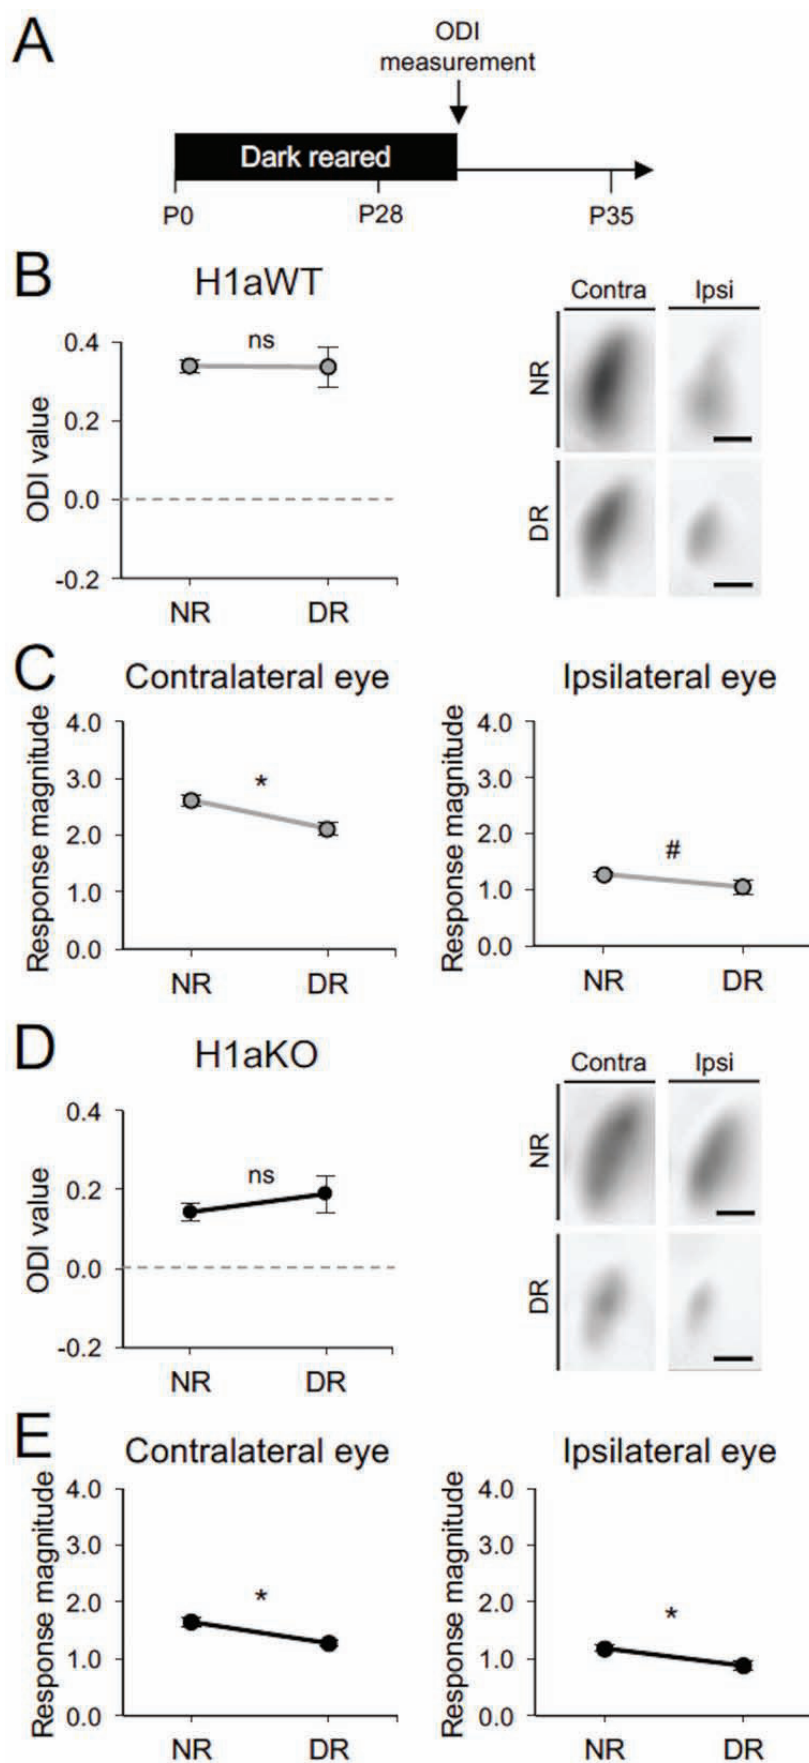 A
ODI
measurement
Dark reared
P0 P28 P35
B
H1aWT
Contra Ipsi
ODI value
0.4
0.2
0.0
-0.2
ns
NR DR
NR
DR
C
Contralateral eye
Response magnitude
4.0
3.0
2.0
1.0
0.0
*
NR DR
Ipsilateral eye
Response magnitude
4.0
3.0
2.0
1.0
0.0
#
NR DR
D
H1aKO
Contra Ipsi
ODI value
0.4
0.2
0.0
-0.2
ns
NR DR
NR
DR
E
Contralateral eye
Response magnitude
4.0
3.0
2.0
1.0
0.0
*
NR DR
Ipsilateral eye
Response magnitude
4.0
3.0
2.0
1.0
0.0
*
NR DR